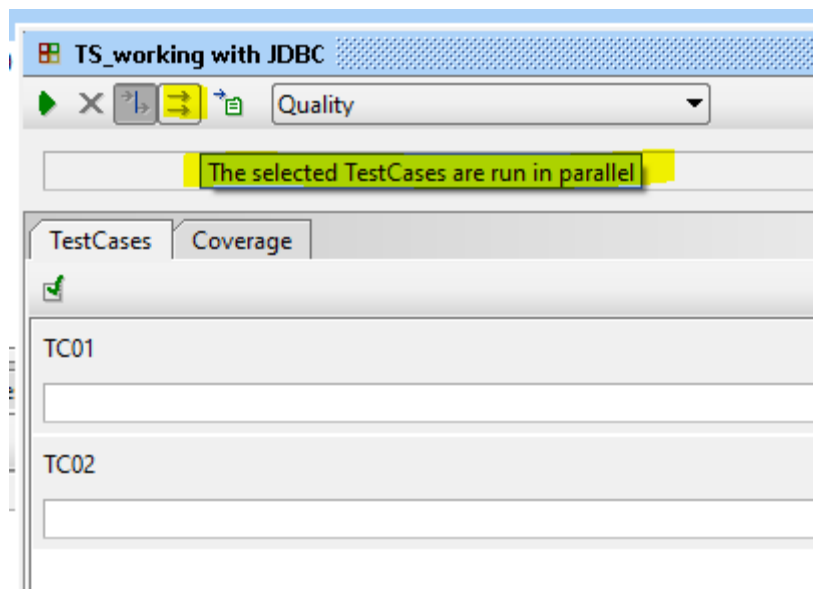 TS_working with JDBC
Quality
The selected TestCases are run in parallel
TestCases
Coverage
TC01
TC02